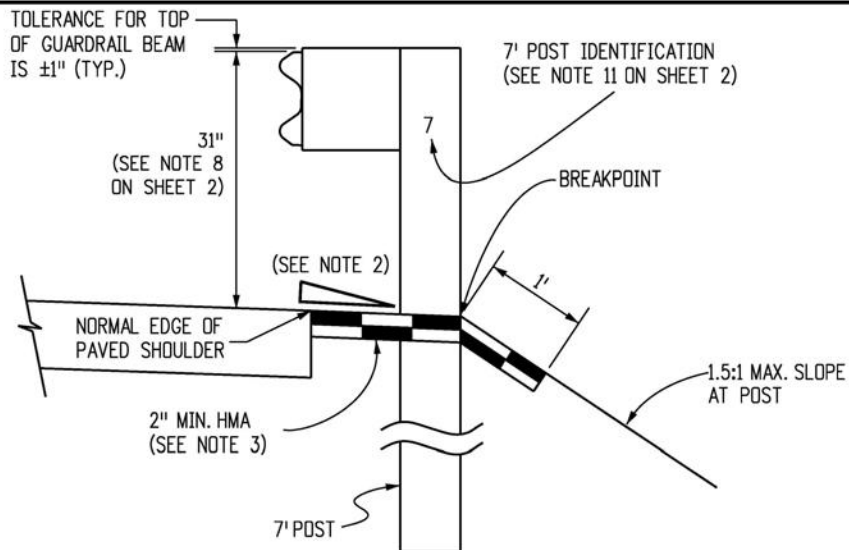 TOLERANCE FOR TOP
OF GUARDRAIL BEAM
IS ±1" (TYP.)
7' POST IDENTIFICATION
(SEE NOTE 11 ON SHEET 2)
31"
(SEE NOTE 8
ON SHEET 2)
7
BREAKPOINT
(SEE NOTE 2)
1'
NORMAL EDGE OF
PAVED SHOULDER
1.5:1 MAX. SLOPE
AT POST
2" MIN. HMA
(SEE NOTE 3)
7' POST